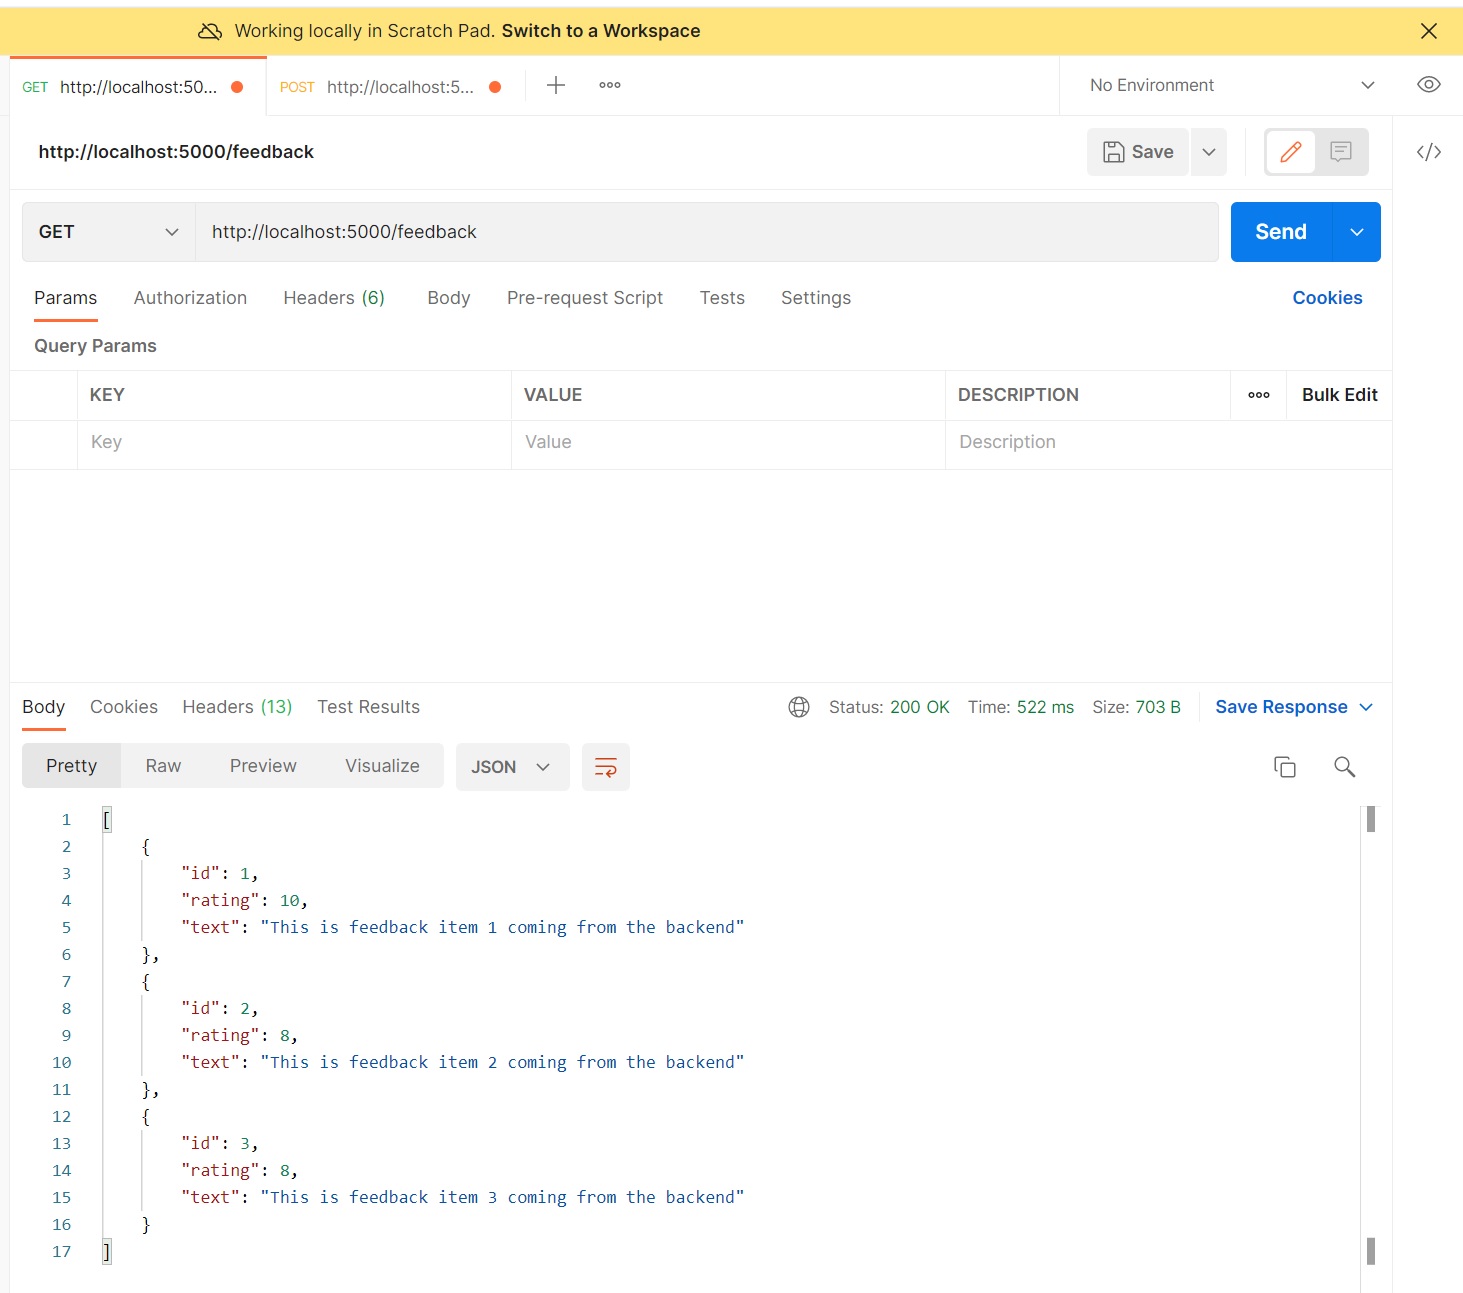 Working locally in Scratch Pad. Switch to a Workspace
GET http://localhost:50... POST http://localhost:5... No Environment
http://localhost:5000/feedback Save
GET http://localhost:5000/feedback Send
Params Authorization Headers (6) Body Pre-request Script Tests Settings Cookies
Query Params
KEY VALUE DESCRIPTION Bulk Edit
Key Value Description
Body Cookies Headers (13) Test Results Status: 200 OK Time: 522 ms Size: 703 B Save Response
Pretty Raw Preview Visualize JSON
1 [
2 {
3 "id": 1,
4 "rating": 10,
5 "text": "This is feedback item 1 coming from the backend"
6 },
7 {
8 "id": 2,
9 "rating": 8,
10 "text": "This is feedback item 2 coming from the backend"
11 },
12 {
13 "id": 3,
14 "rating": 8,
15 "text": "This is feedback item 3 coming from the backend"
16 }
17 ]